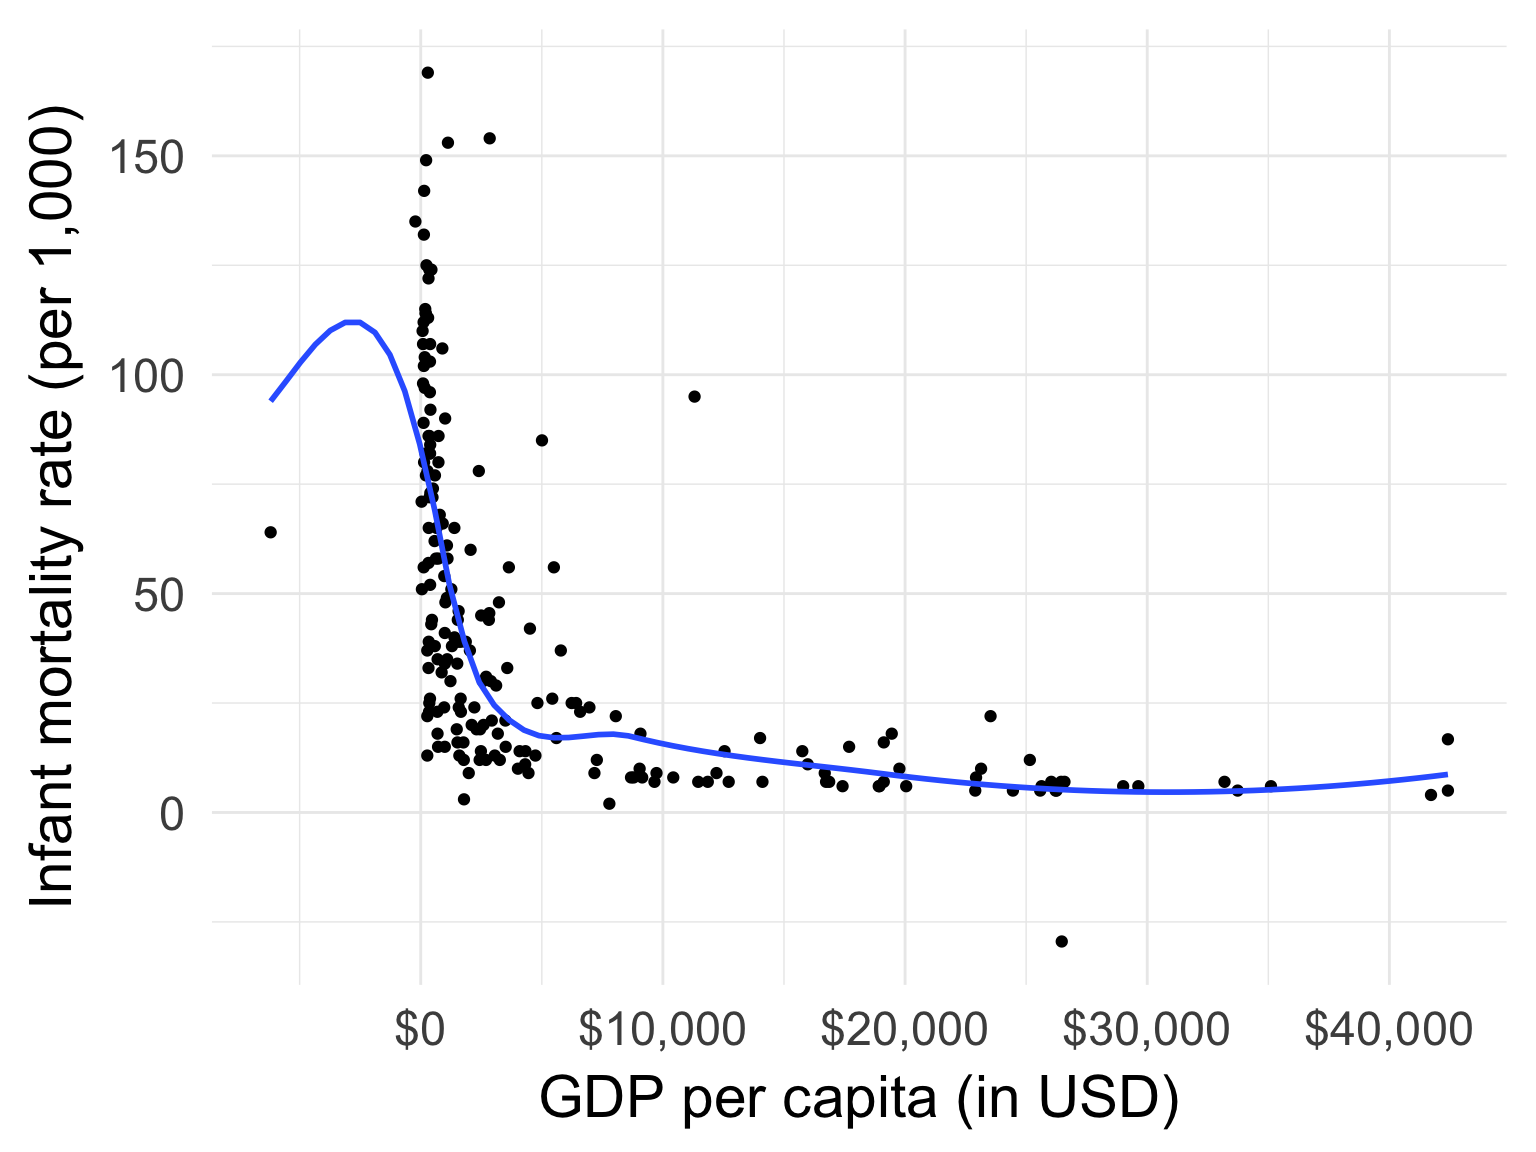 Infant mortality rate (per 1,000)
150
100
50
0
$0 $10,000 $20,000 $30,000 $40,000
GDP per capita (in USD)